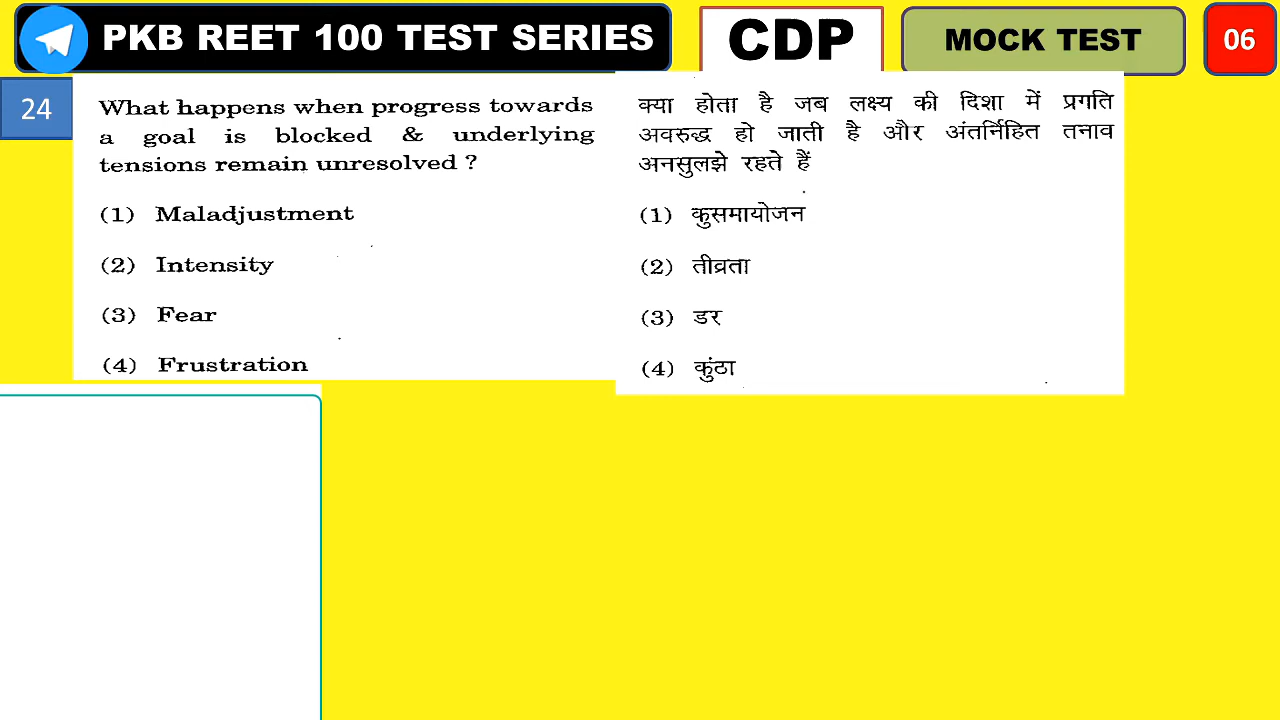 PKB REET 100 TEST SERIES
CDP
MOCK TEST
06
24
What happens when progress towards
a goal is blocked & underlying
tensions remain unresolved ?
(1) Maladjustment
(2) Intensity
(3) Fear
(4) Frustration
क्या होता है जब लक्ष्य की दिशा में प्रगति
अवरुद्ध हो जाती है और अंतर्निहित तनाव
अनसुलझे रहते हैं
(1) कुसमायोजन
(2) तीव्रता
(3) डर
(4) कुंठा